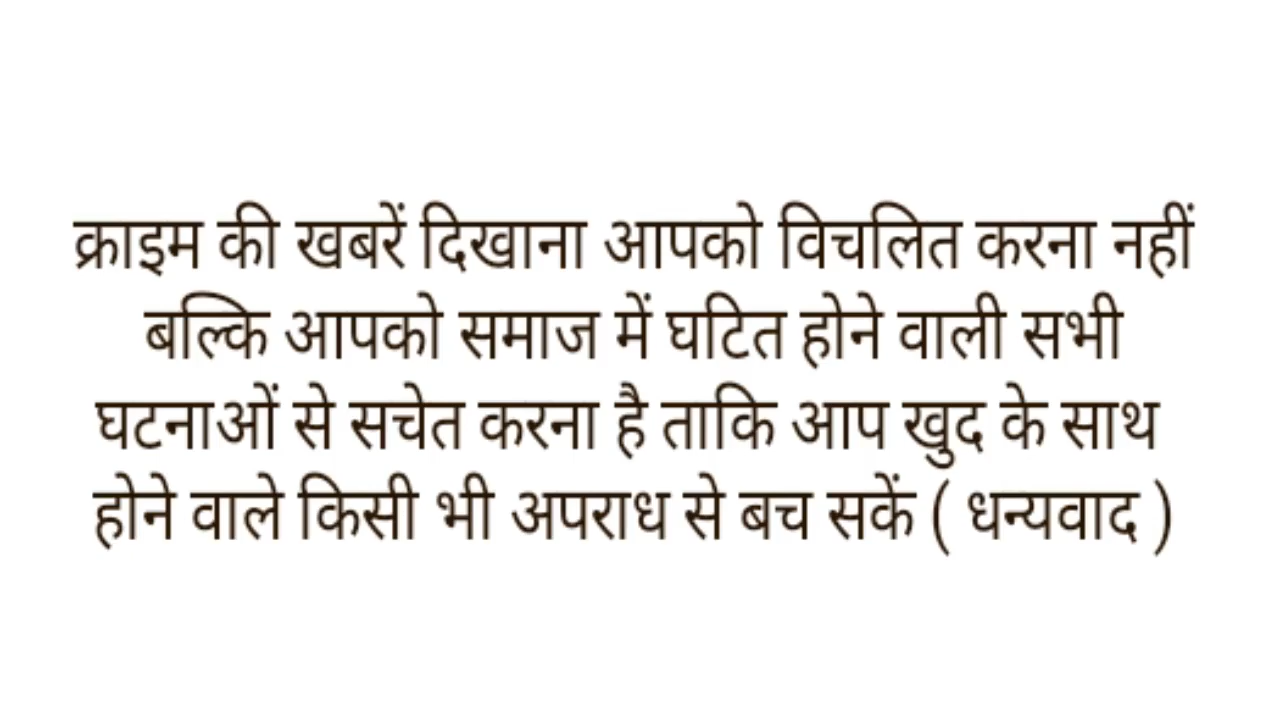 क्राइम की खबरें दिखाना आपको विचलित करना नहीं
बल्कि आपको समाज में घटित होने वाली सभी
घटनाओं से सचेत करना है ताकि आप खुद के साथ
होने वाले किसी भी अपराध से बच सकें ( धन्यवाद )